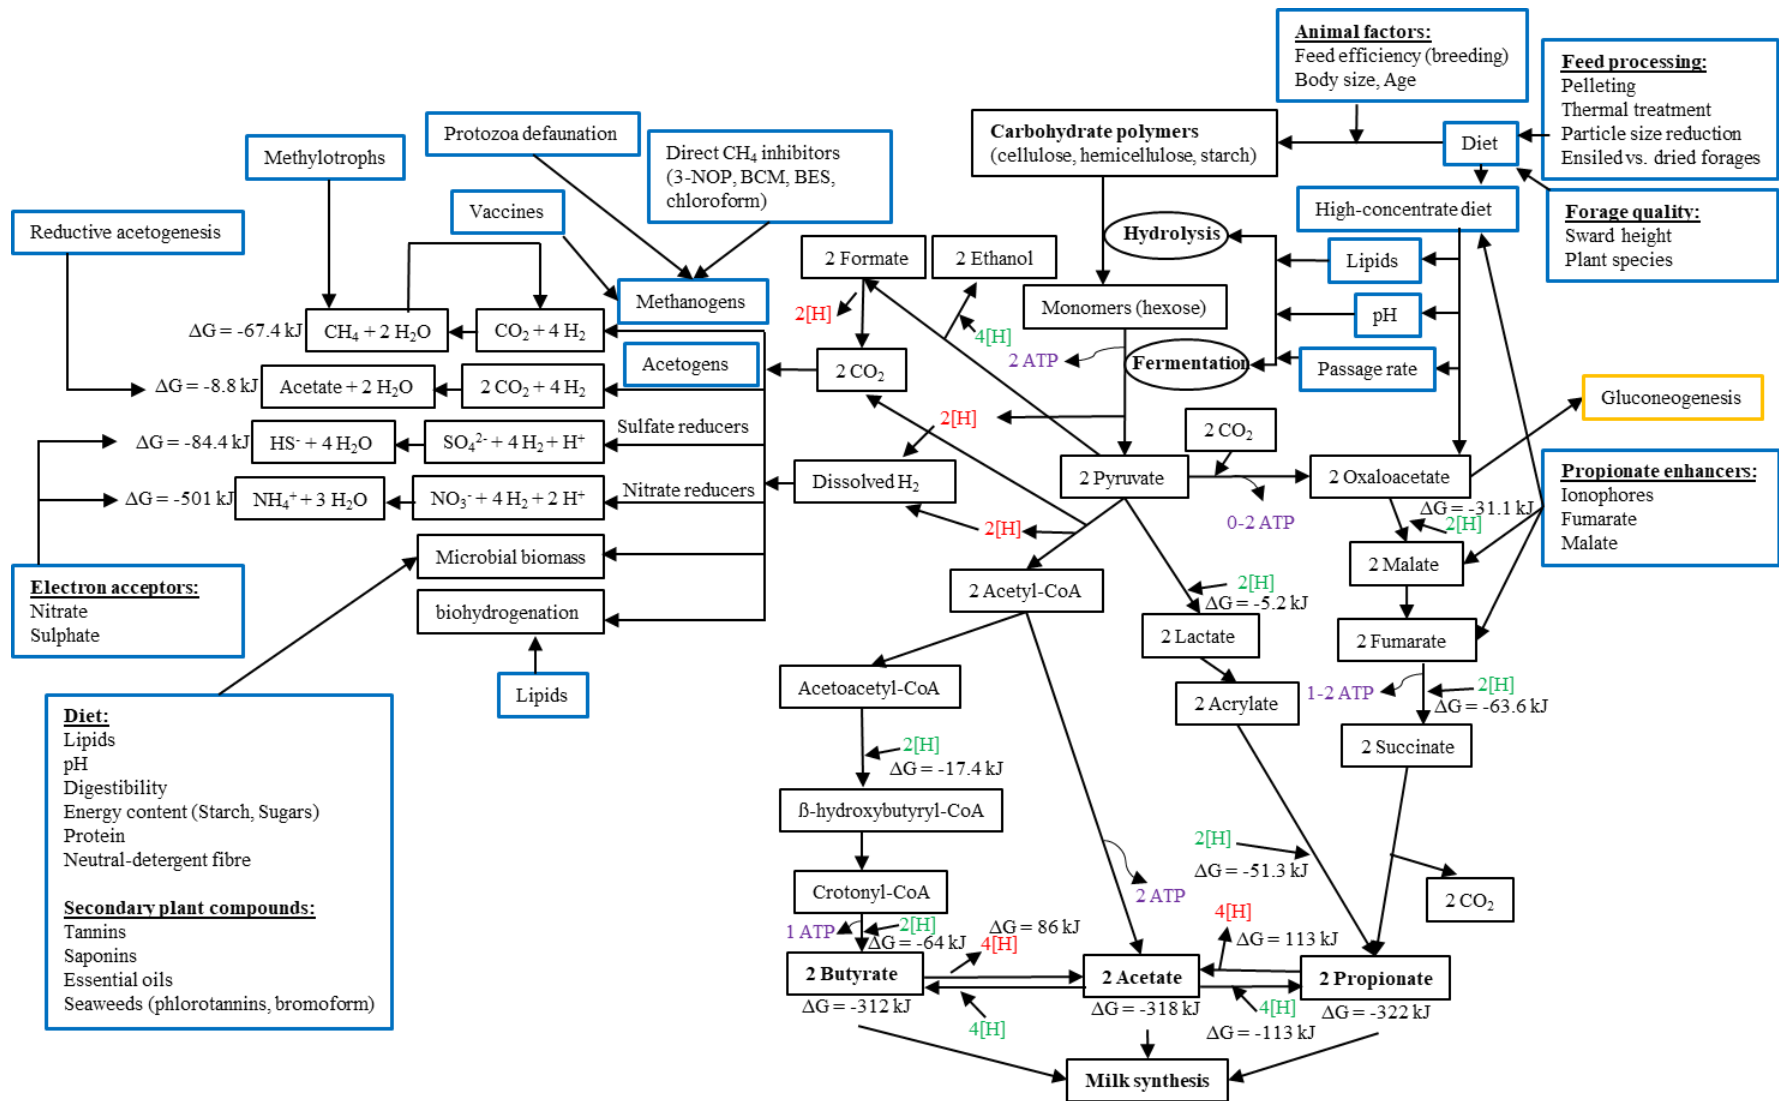 Animal factors:
Feed efficiency (breeding)
Body size, Age
Feed processing:
Pelleting
Thermal treatment
Particle size reduction
Ensiled vs. dried forages
Protozoa defaunation
Methylotrophs
Direct CH₄ inhibitors
(3-NOP, BCM, BES,
chloroform)
Carbohydrate polymers
(cellulose, hemicellulose, starch)
Diet
Vaccines
Reductive acetogenesis
High-concentrate diet
Forage quality:
Sward height
Plant species
Hydrolysis
2 Formate
2 Ethanol
Lipids
Methanogens
Monomers (hexose)
2[H]
4[H]
pH
ΔG = -67.4 kJ
CH₄ + 2 H₂O
CO₂ + 4 H₂
2 ATP
Fermentation
Passage rate
Acetogens
2 CO₂
ΔG = -8.8 kJ
Acetate + 2 H₂O
2 CO₂ + 4 H₂
Gluconeogenesis
2[H]
Sulfate reducers
2 CO₂
ΔG = -84.4 kJ
HS⁻ + 4 H₂O
SO₄²⁻ + 4 H₂ + H⁺
Dissolved H₂
2 Pyruvate
2 Oxaloacetate
Propionate enhancers:
Ionophores
Fumarate
Malate
Nitrate reducers
ΔG = -501 kJ
NH₄⁺ + 3 H₂O
NO₃⁻ + 4 H₂ + 2 H⁺
ΔG = -31.1 kJ
0-2 ATP
2[H]
2[H]
Microbial biomass
2 Malate
Electron acceptors:
Nitrate
Sulphate
2 Acetyl-CoA
2[H]
ΔG = -5.2 kJ
biohydrogenation
2 Lactate
2 Fumarate
Lipids
Acetoacetyl-CoA
2 Acrylate
1-2 ATP
2[H]
ΔG = -63.6 kJ
Diet:
Lipids
pH
Digestibility
Energy content (Starch, Sugars)
Protein
Neutral-detergent fibre
Secondary plant compounds:
Tannins
Saponins
Essential oils
Seaweeds (phlorotannins, bromoform)
2[H]
ΔG = -17.4 kJ
2 Succinate
ß-hydroxybutyryl-CoA
2[H]
ΔG = -51.3 kJ
Crotonyl-CoA
2 ATP
2 CO₂
1 ATP
2[H]
ΔG = -64 kJ
ΔG = 86 kJ
4[H]
4[H]
ΔG = 113 kJ
2 Butyrate
2 Acetate
2 Propionate
ΔG = -312 kJ
4[H]
ΔG = -318 kJ
4[H]
ΔG = -113 kJ
ΔG = -322 kJ
Milk synthesis